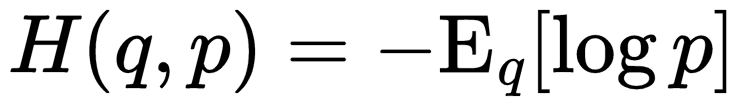 H(q, p) = −E_q[log p]